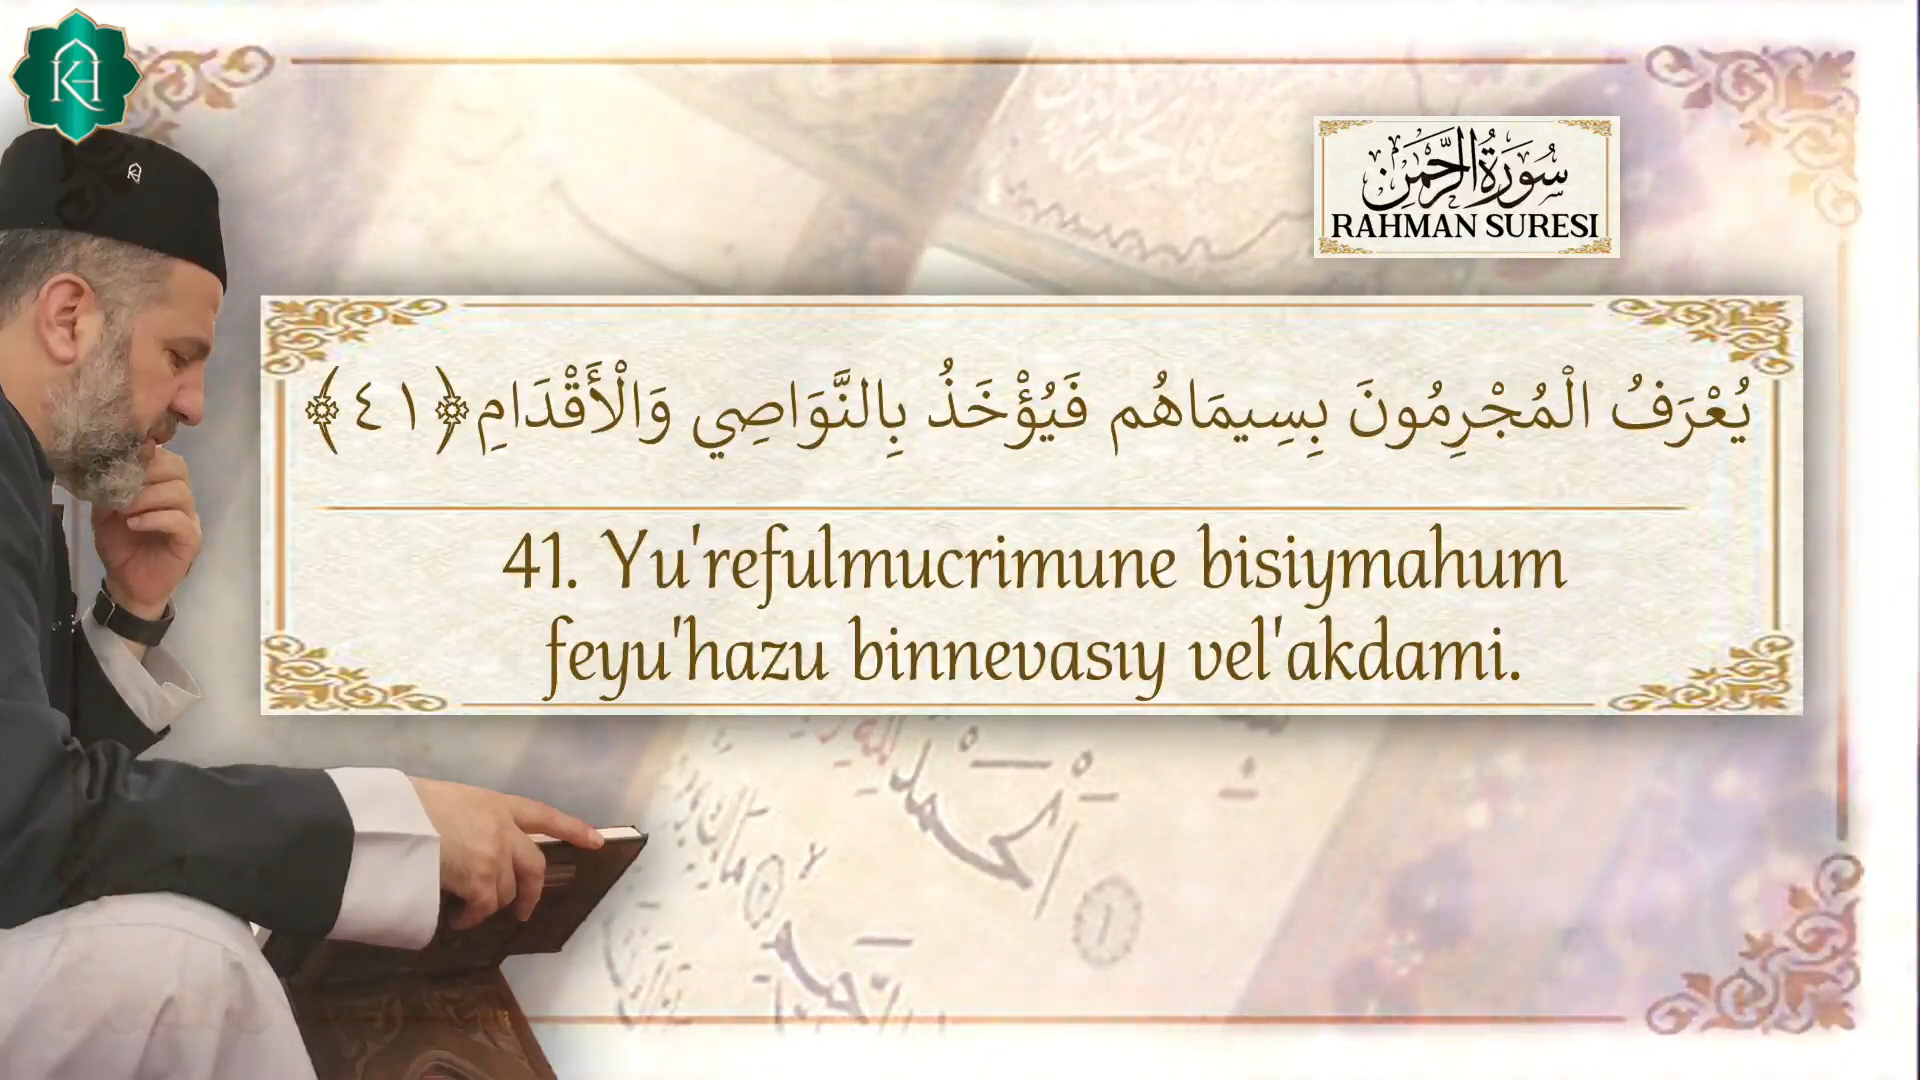 KH
سُورَةُ الرَّحْمٰنِ
RAHMAN SURESI
يُعْرَفُ الْمُجْرِمُونَ بِسِيمَاهُم فَيُؤْخَذُ بِالنَّوَاصِي وَالْأَقْدَامِ ﴿٤١﴾
41. Yu'refulmucrimune bisiymahum
feyu'hazu binnevasıy vel'akdami.